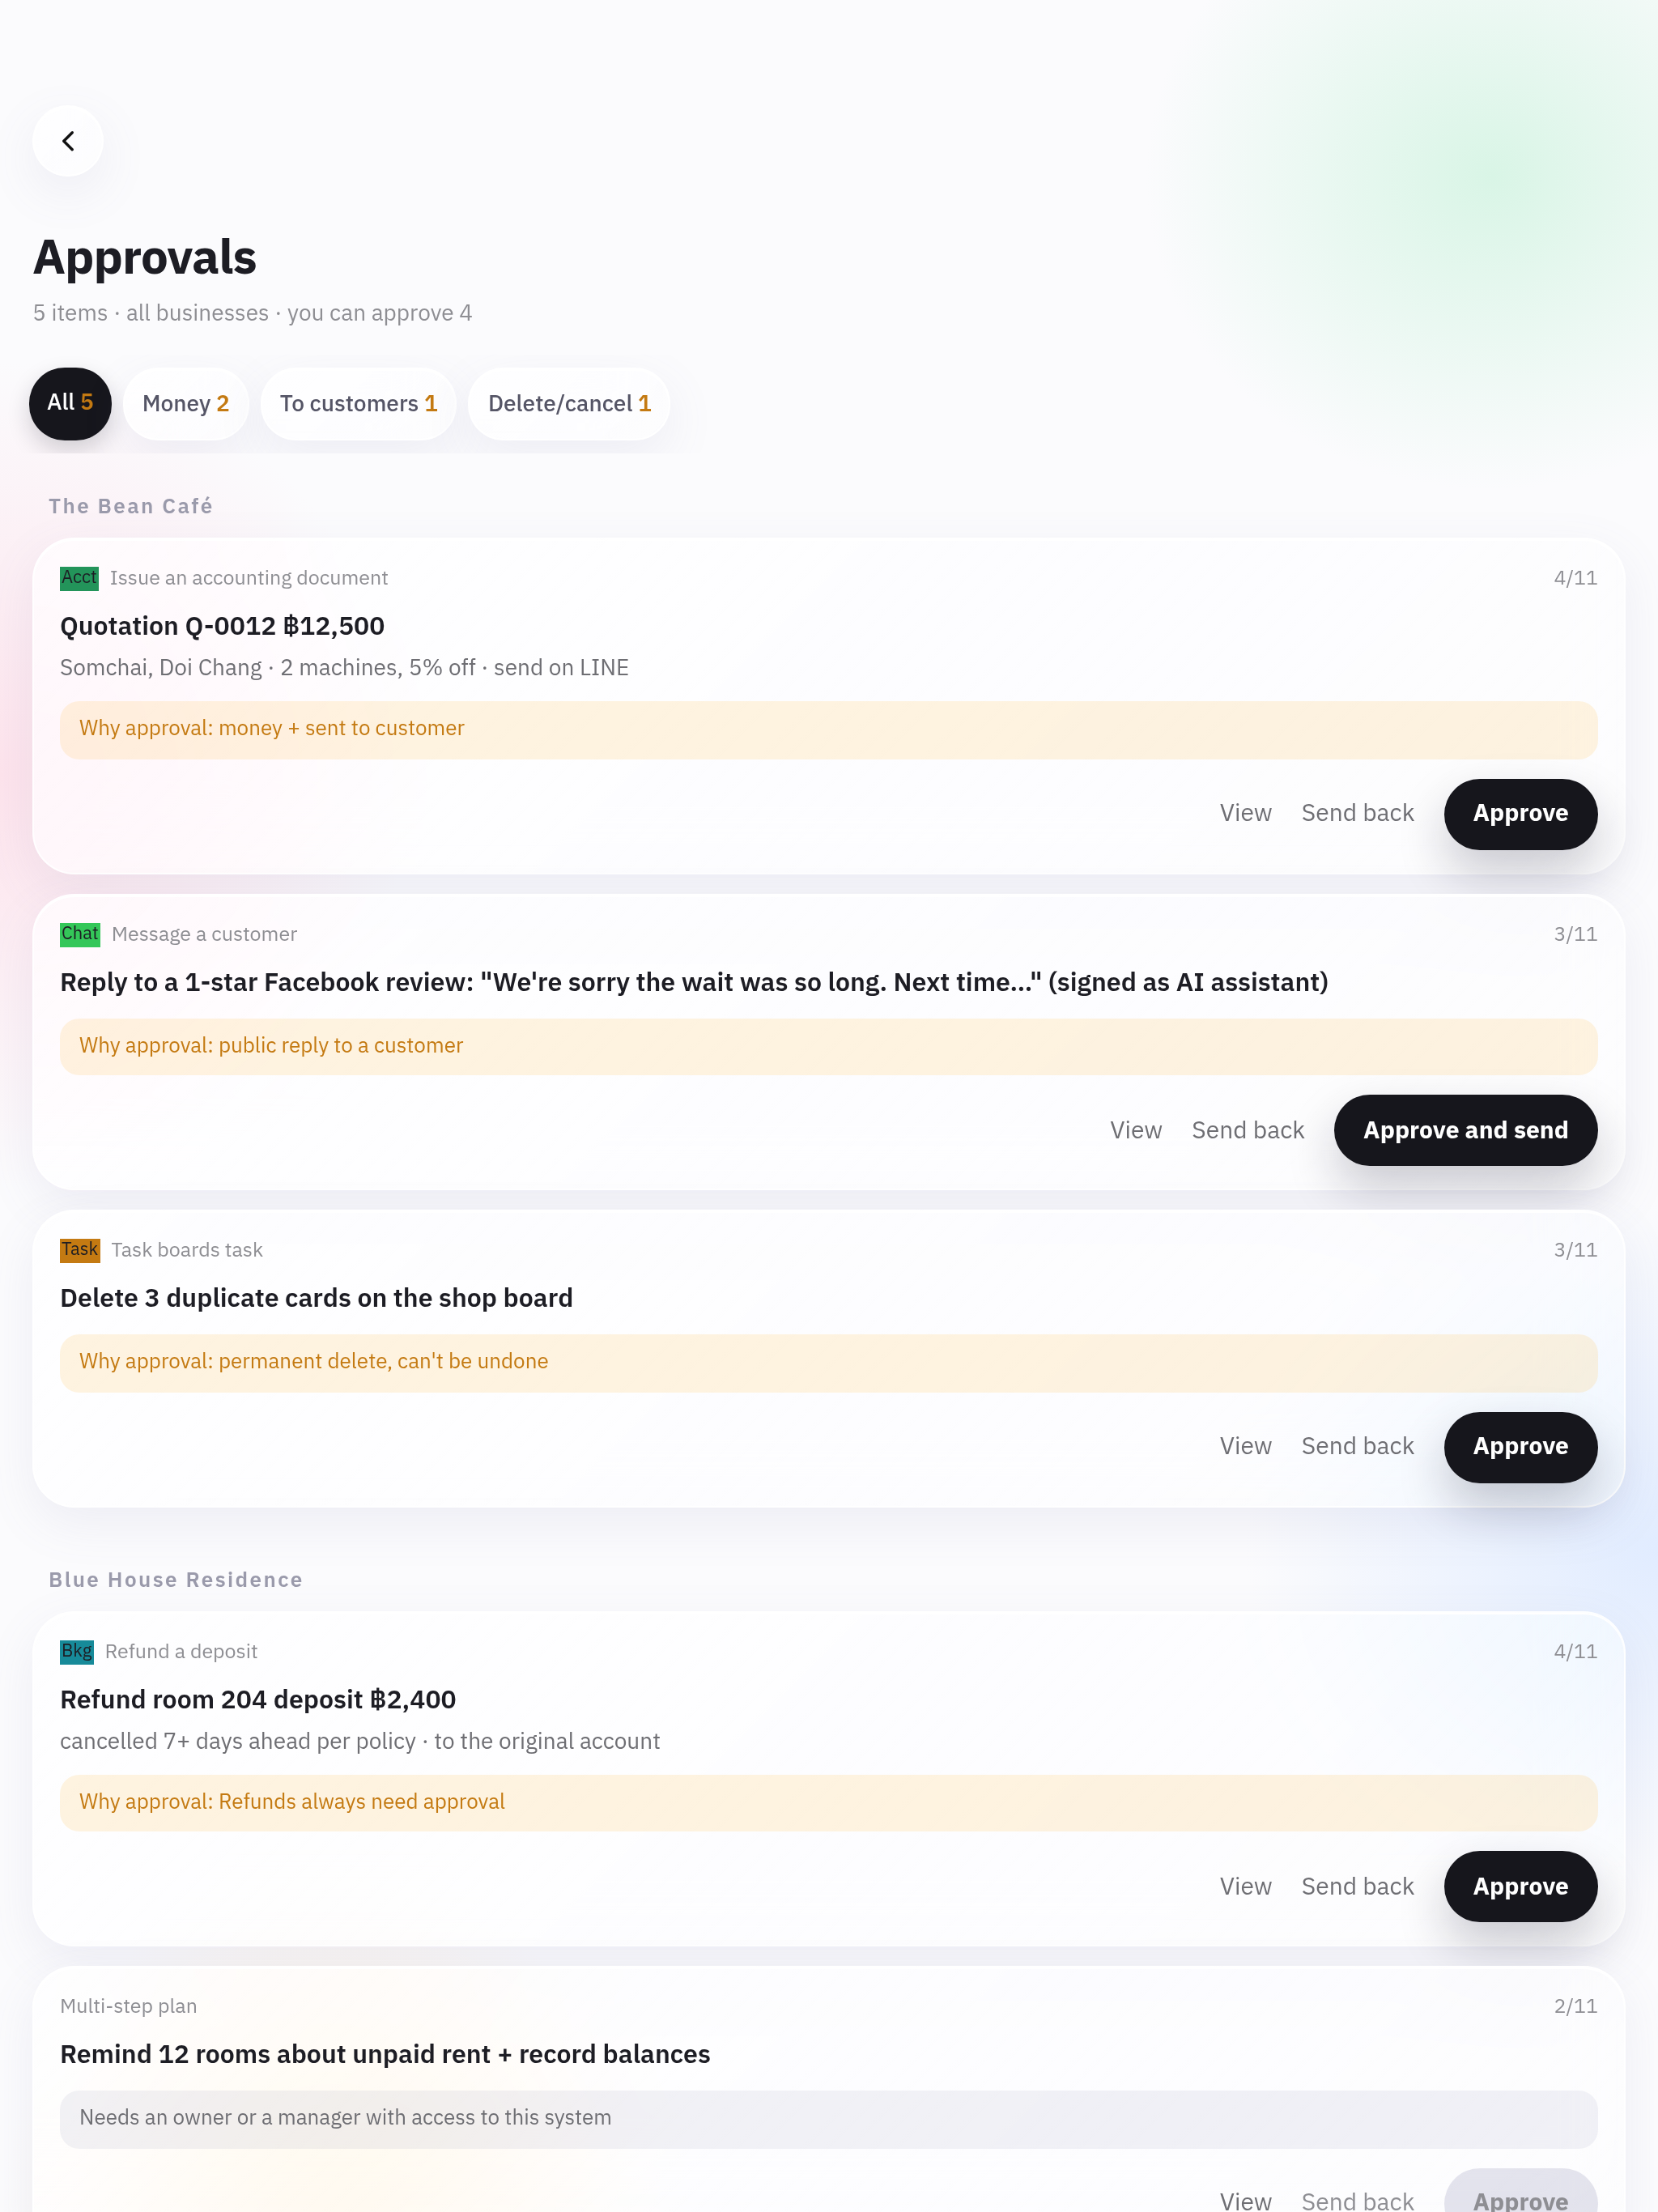 Approvals
5 items · all businesses · you can approve 4
All 5 Money 2 To customers 1 Delete/cancel 1
The Bean Café
Acct Issue an accounting document 4/11
Quotation Q-0012 ฿12,500
Somchai, Doi Chang · 2 machines, 5% off · send on LINE
Why approval: money + sent to customer
View Send back Approve
Chat Message a customer 3/11
Reply to a 1-star Facebook review: "We're sorry the wait was so long. Next time…" (signed as AI assistant)
Why approval: public reply to a customer
View Send back Approve and send
Task Task boards task 3/11
Delete 3 duplicate cards on the shop board
Why approval: permanent delete, can't be undone
View Send back Approve
Blue House Residence
Bkg Refund a deposit 4/11
Refund room 204 deposit ฿2,400
cancelled 7+ days ahead per policy · to the original account
Why approval: Refunds always need approval
View Send back Approve
Multi-step plan 2/11
Remind 12 rooms about unpaid rent + record balances
Needs an owner or a manager with access to this system
View Send back Approve